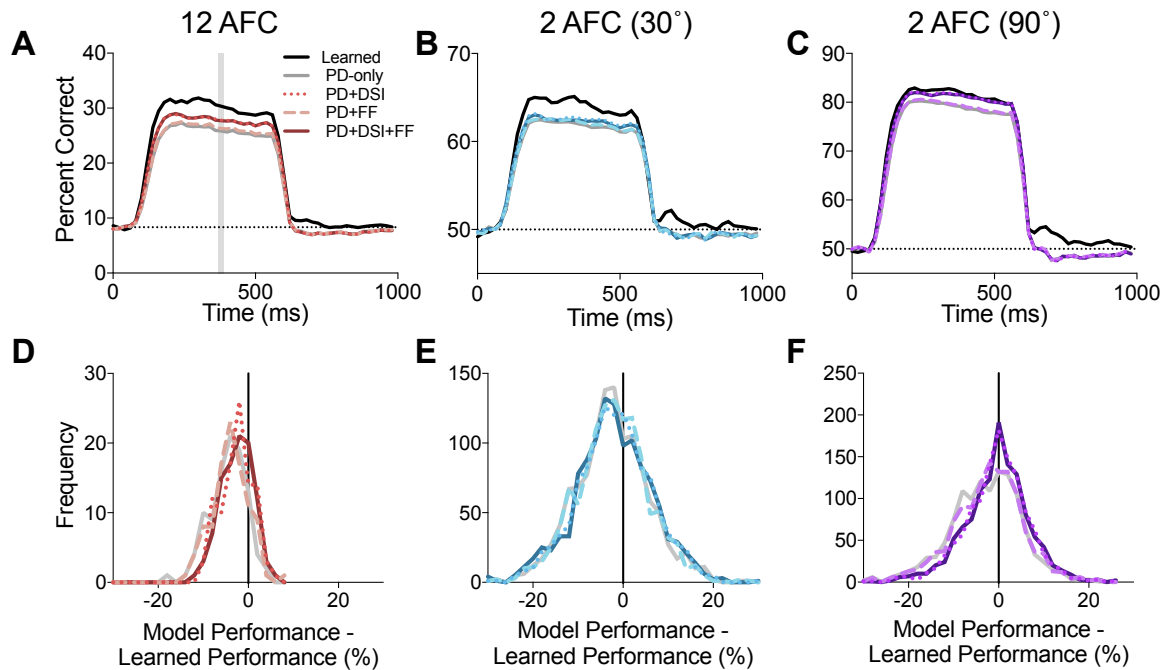 12 AFC
2 AFC (30˚)
2 AFC (90˚)
A
B
C
40
30
20
10
0
Percent Correct
Learned
PD-only
PD+DSI
PD+FF
PD+DSI+FF
0
500
1000
Time (ms)
70
60
50
0
500
1000
Time (ms)
90
80
70
60
50
0
500
1000
Time (ms)
D
E
F
30
20
10
0
Frequency
-20
0
20
Model Performance -
Learned Performance (%)
150
100
50
0
-20
0
20
Model Performance -
Learned Performance (%)
250
200
150
100
50
0
-20
0
20
Model Performance -
Learned Performance (%)